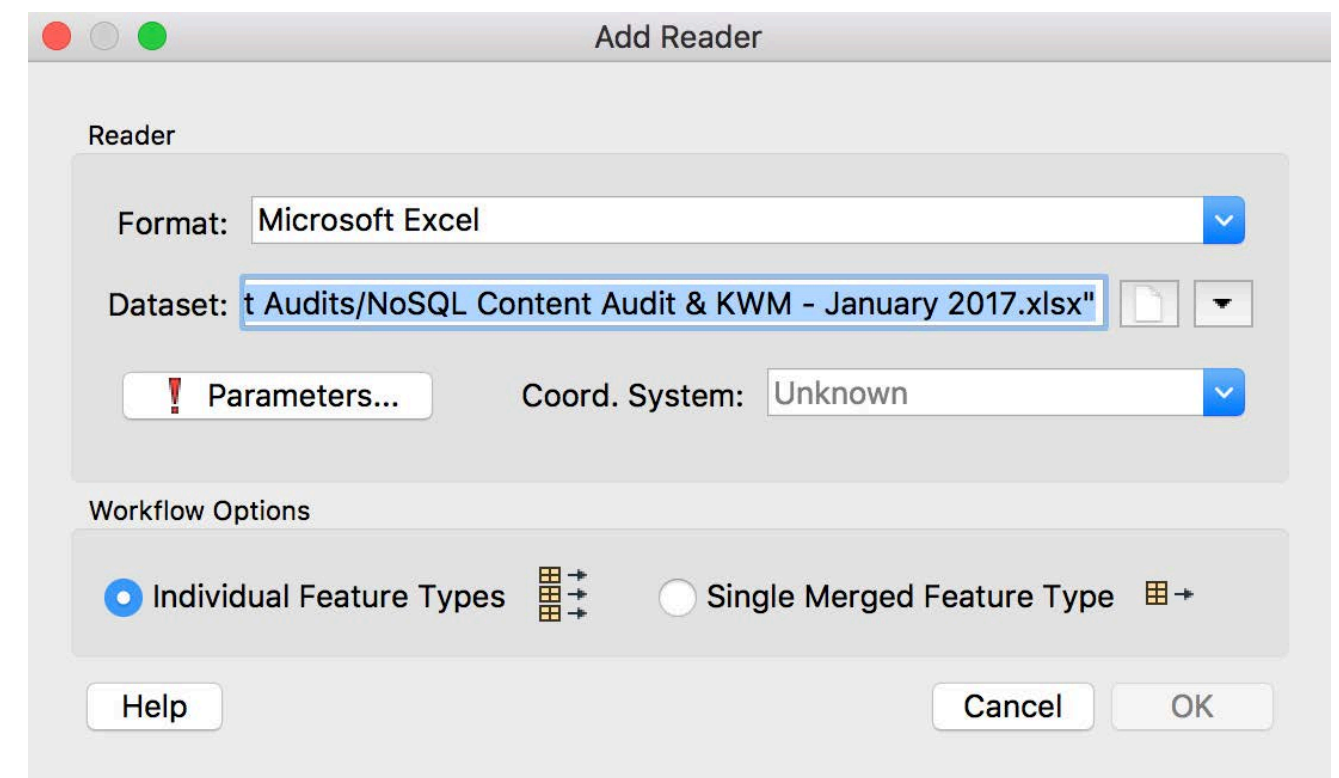 Add Reader
Reader
Format: Microsoft Excel
Dataset: t Audits/NoSQL Content Audit & KWM - January 2017.xlsx"
Parameters... Coord. System: Unknown
Workflow Options
Individual Feature Types Single Merged Feature Type
Help Cancel OK